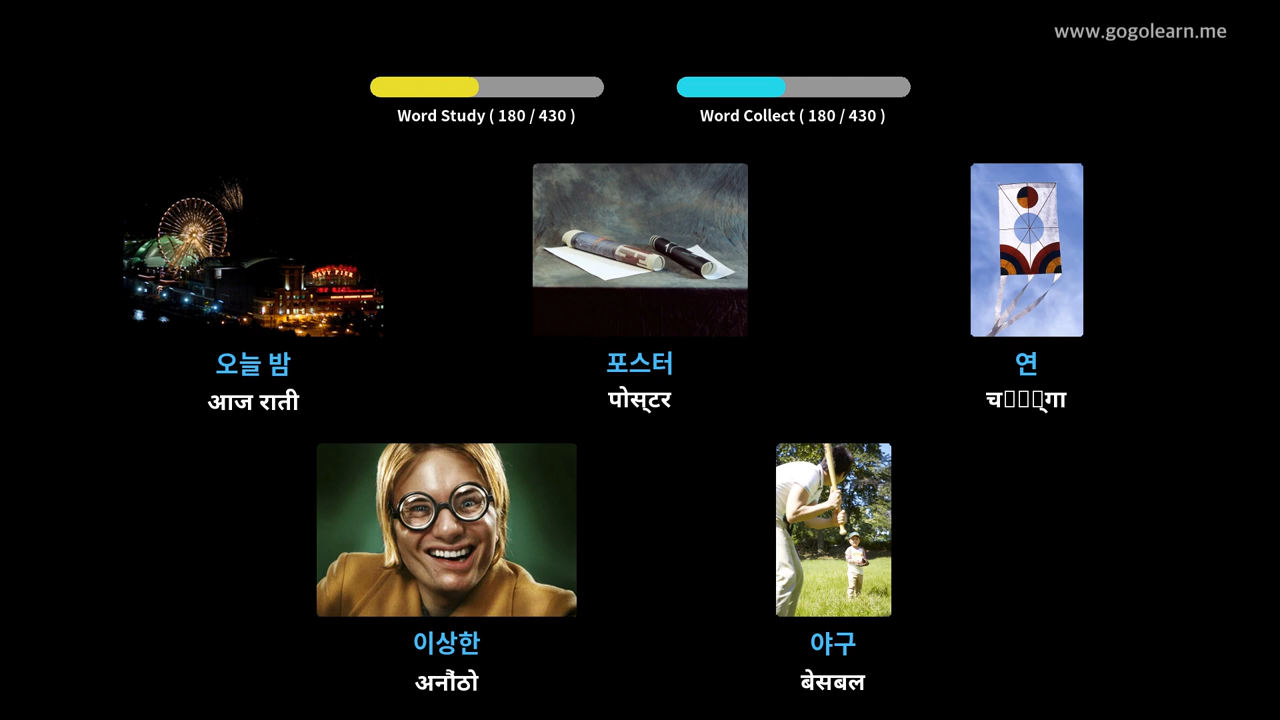 www.gogolearn.me
Word Study ( 180 / 430 )
Word Collect ( 180 / 430 )
오늘 밤
आज राती
포스터
पोस्‌टर
연
이상한
अनौंठो
야구
बेसबल